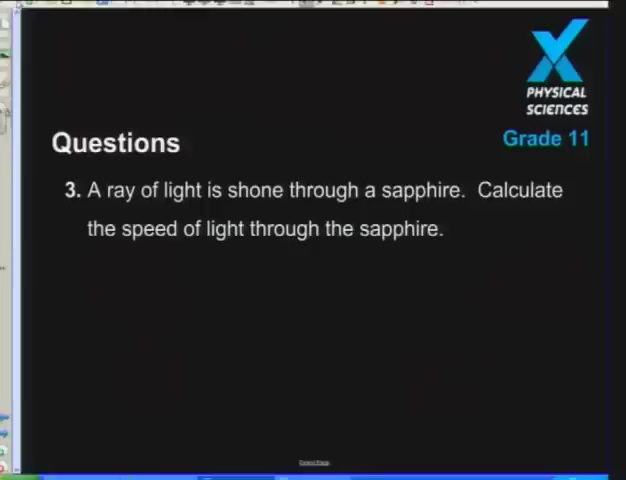 PHYSICAL
SCIENCES
Grade 11
Questions
3. A ray of light is shone through a sapphire. Calculate
the speed of light through the sapphire.